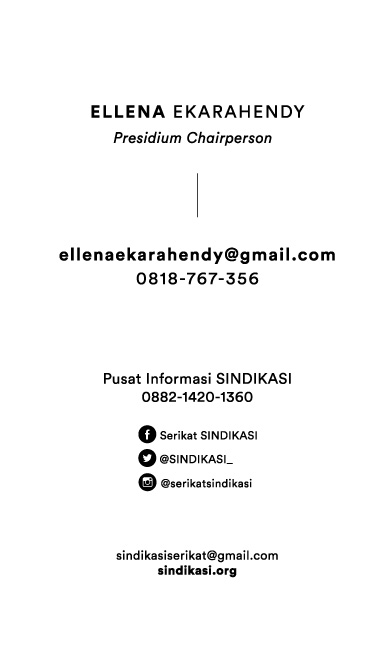 ELLENA EKARAHENDY
Presidium Chairperson
ellenaekarahendy@gmail.com
0818-767-356
Pusat Informasi SINDIKASI
0882-1420-1360
Serikat SINDIKASI
@SINDIKASI_
@serikatsindikasi
sindikasiserikat@gmail.com
sindikasi.org